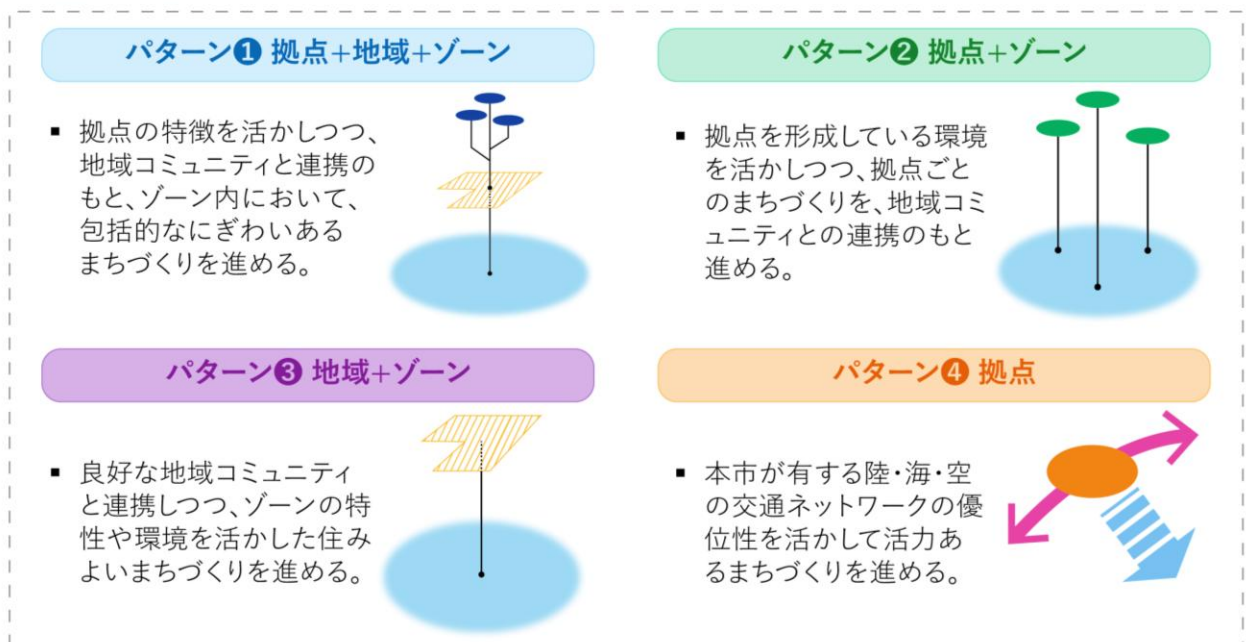 パターン❶ 拠点+地域+ゾーン
▪ 拠点の特徴を活かしつつ、
地域コミュニティと連携の
もと、ゾーン内において、
包括的なにぎわいある
まちづくりを進める。
パターン❷ 拠点+ゾーン
▪ 拠点を形成している環境
を活かしつつ、拠点ごと
のまちづくりを、地域コミ
ュニティとの連携のもと
進める。
パターン❸ 地域+ゾーン
▪ 良好な地域コミュニティ
と連携しつつ、ゾーンの特
性や環境を活かした住み
よいまちづくりを進める。
パターン❹ 拠点
▪ 本市が有する陸・海・空
の交通ネットワークの優
位性を活かして活力あ
るまちづくりを進める。